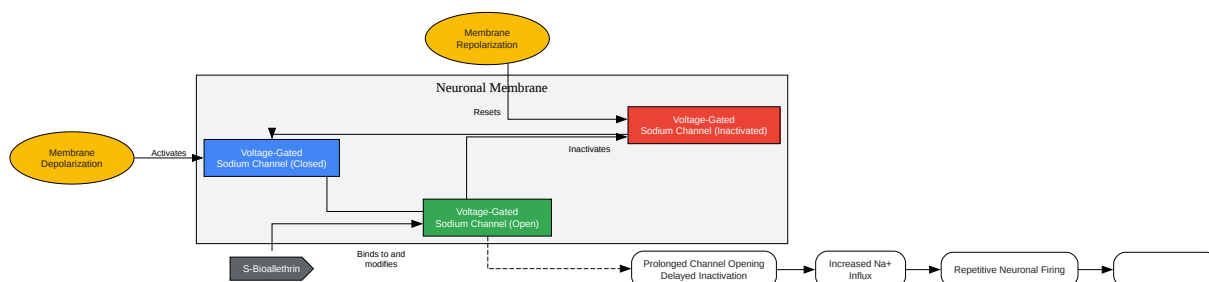 Membrane
Repolarization
Neuronal Membrane
Resets
Voltage-Gated
Sodium Channel (Inactivated)
Inactivates
Membrane
Depolarization
Activates
Voltage-Gated
Sodium Channel (Closed)
Voltage-Gated
Sodium Channel (Open)
S-Bioallethrin
Binds to and
modifies
Prolonged Channel Opening
Delayed Inactivation
Increased Na+
Influx
Repetitive Neuronal Firing